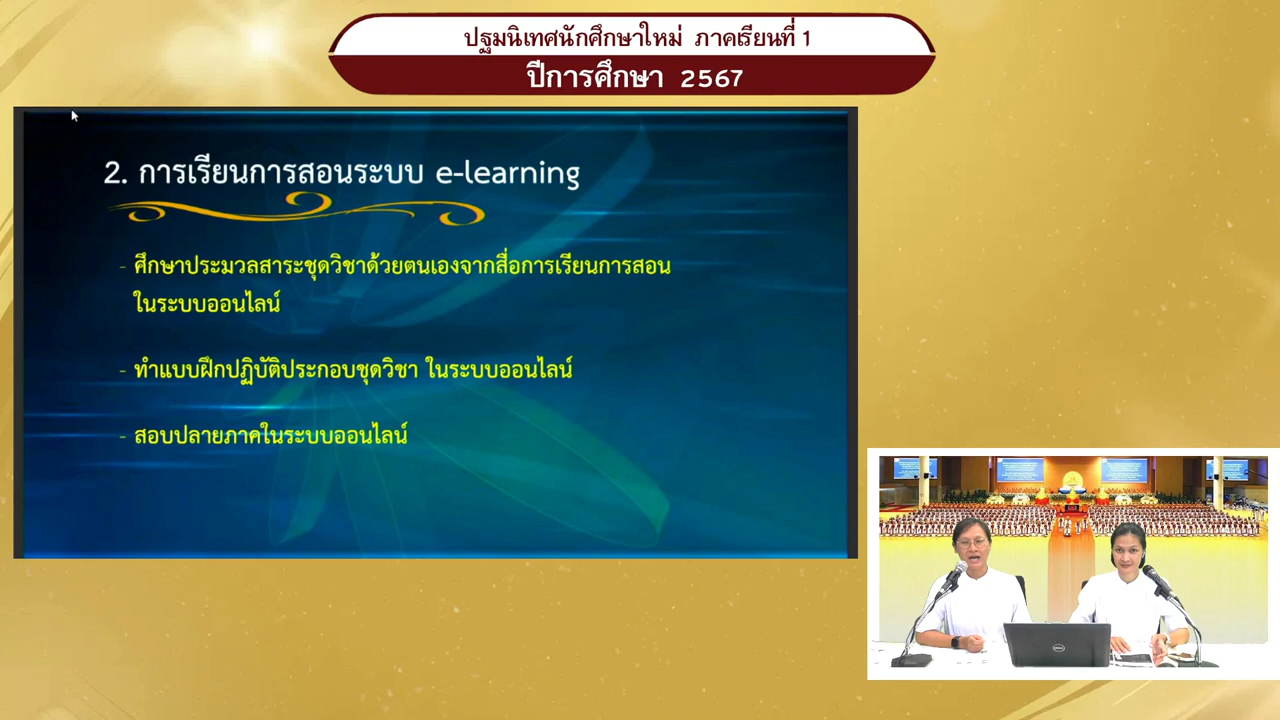 ปฐมนิเทศนักศึกษาใหม่ ภาคเรียนที่ 1
ปีการศึกษา 2567
2. การเรียนการสอนระบบ e-learning
- ศึกษาประมวลสาระชุดวิชาด้วยตนเองจากสื่อการเรียนการสอน
ในระบบออนไลน์
- ทำแบบฝึกปฏิบัติประกอบชุดวิชา ในระบบออนไลน์
- สอบปลายภาคในระบบออนไลน์
DELL